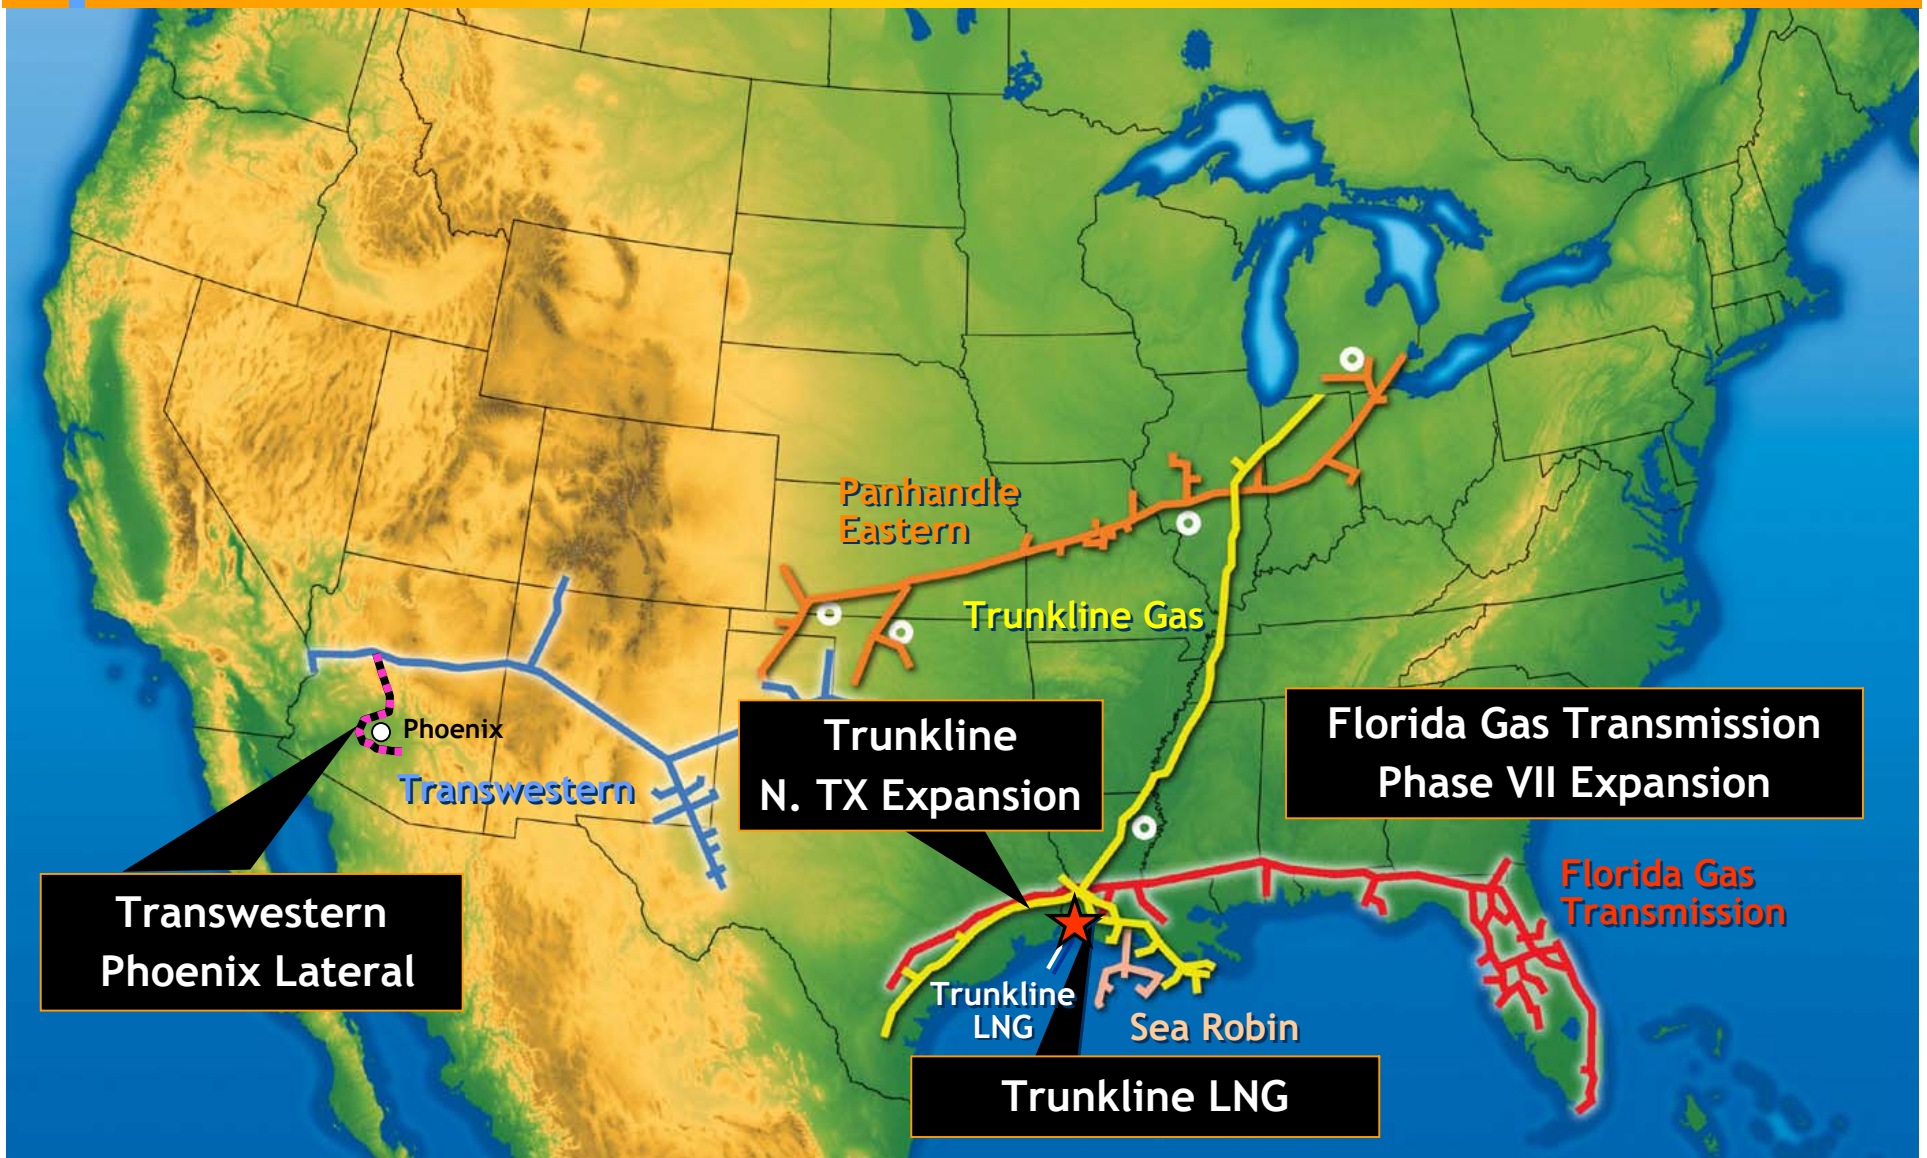 Panhandle
Eastern
Trunkline Gas
Phoenix
Transwestern
Trunkline
N. TX Expansion
Florida Gas Transmission
Phase VII Expansion
Florida Gas
Transmission
Transwestern
Phoenix Lateral
Trunkline
LNG
Sea Robin
Trunkline LNG